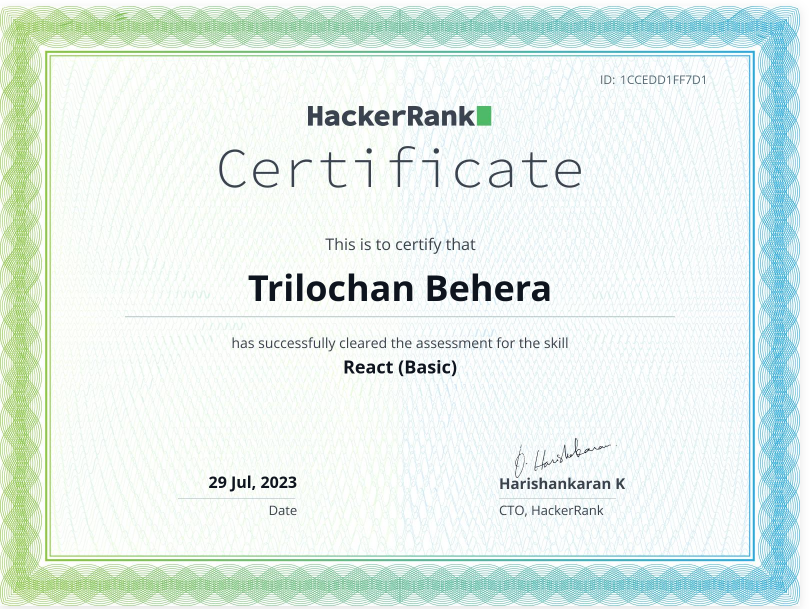 ID: 1CCEDD1FF7D1
HackerRank
Certificate
This is to certify that
Trilochan Behera
has successfully cleared the assessment for the skill
React (Basic)
29 Jul, 2023
Date
Harishankaran K
CTO, HackerRank